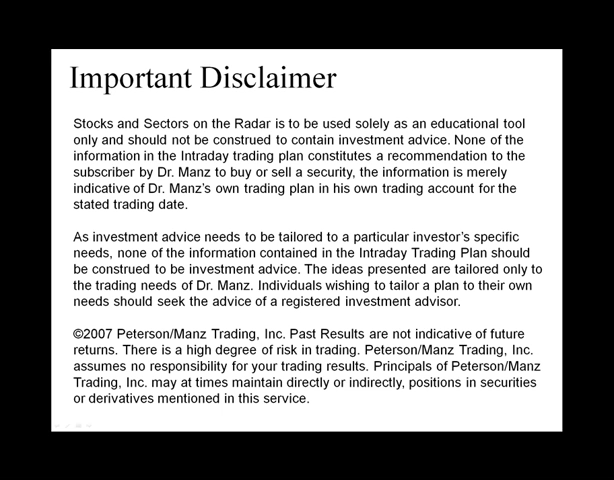 Important Disclaimer
Stocks and Sectors on the Radar is to be used solely as an educational tool
only and should not be construed to contain investment advice. None of the
information in the Intraday trading plan constitutes a recommendation to the
subscriber by Dr. Manz to buy or sell a security, the information is merely
indicative of Dr. Manz's own trading plan in his own trading account for the
stated trading date.
As investment advice needs to be tailored to a particular investor's specific
needs, none of the information contained in the Intraday Trading Plan should
be construed to be investment advice. The ideas presented are tailored only to
the trading needs of Dr. Manz. Individuals wishing to tailor a plan to their own
needs should seek the advice of a registered investment advisor.
©2007 Peterson/Manz Trading, Inc. Past Results are not indicative of future
returns. There is a high degree of risk in trading. Peterson/Manz Trading, Inc.
assumes no responsibility for your trading results. Principals of Peterson/Manz
Trading, Inc. may at times maintain directly or indirectly, positions in securities
or derivatives mentioned in this service.